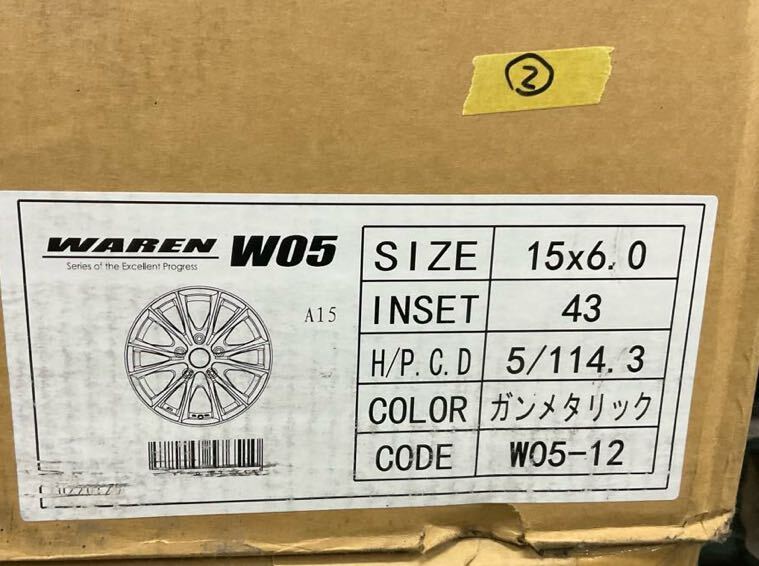 2
WAREN W05
Series of the Excellent Progress
A15
SIZE 15x6.0
INSET 43
H/P.C.D 5/114.3
COLOR ガンメタリック
CODE W05-12